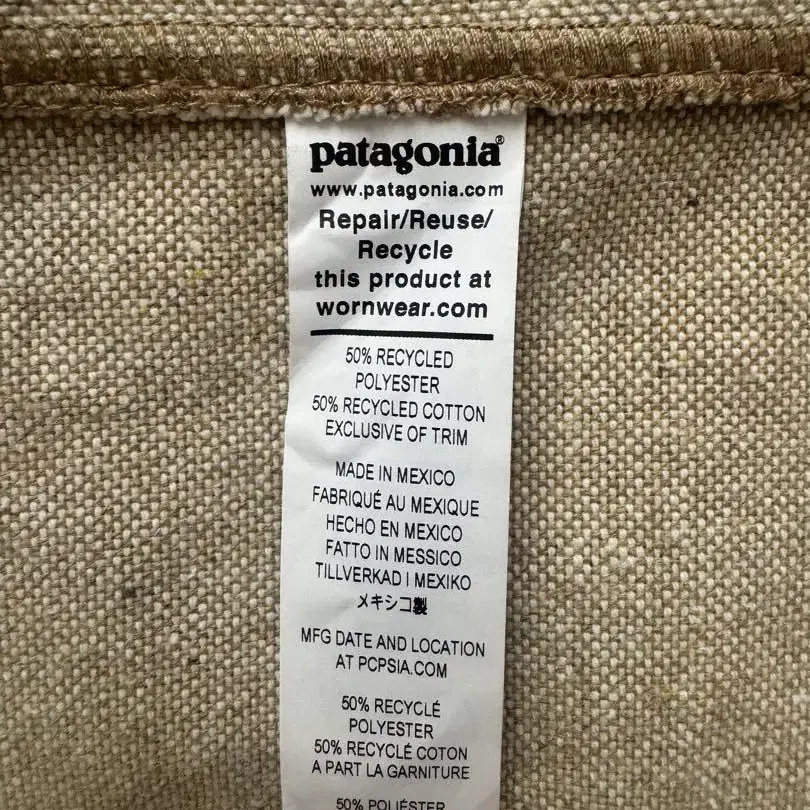 patagonia®
www.patagonia.com
Repair/Reuse/
Recycle
this product at
wornwear.com
50% RECYCLED
POLYESTER
50% RECYCLED COTTON
EXCLUSIVE OF TRIM
MADE IN MEXICO
FABRIQUÉ AU MEXIQUE
HECHO EN MEXICO
FATTO IN MESSICO
TILLVERKAD I MEXIKO
メキシコ製
MFG DATE AND LOCATION
AT PCPSIA.COM
50% RECYCLÉ
POLYESTER
50% RECYCLÉ COTON
A PART LA GARNITURE
50% POLIÉSTER